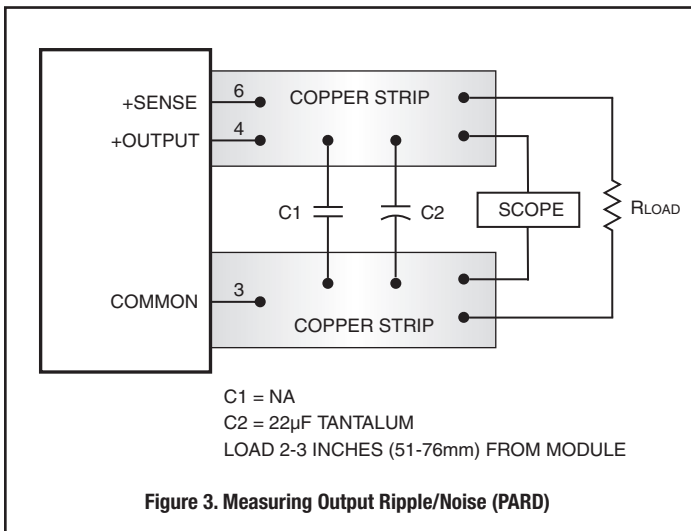 +SENSE
6
COPPER STRIP
+OUTPUT
4
C1
C2
SCOPE
RLOAD
COMMON
3
COPPER STRIP
C1 = NA
C2 = 22µF TANTALUM
LOAD 2-3 INCHES (51-76mm) FROM MODULE
Figure 3. Measuring Output Ripple/Noise (PARD)